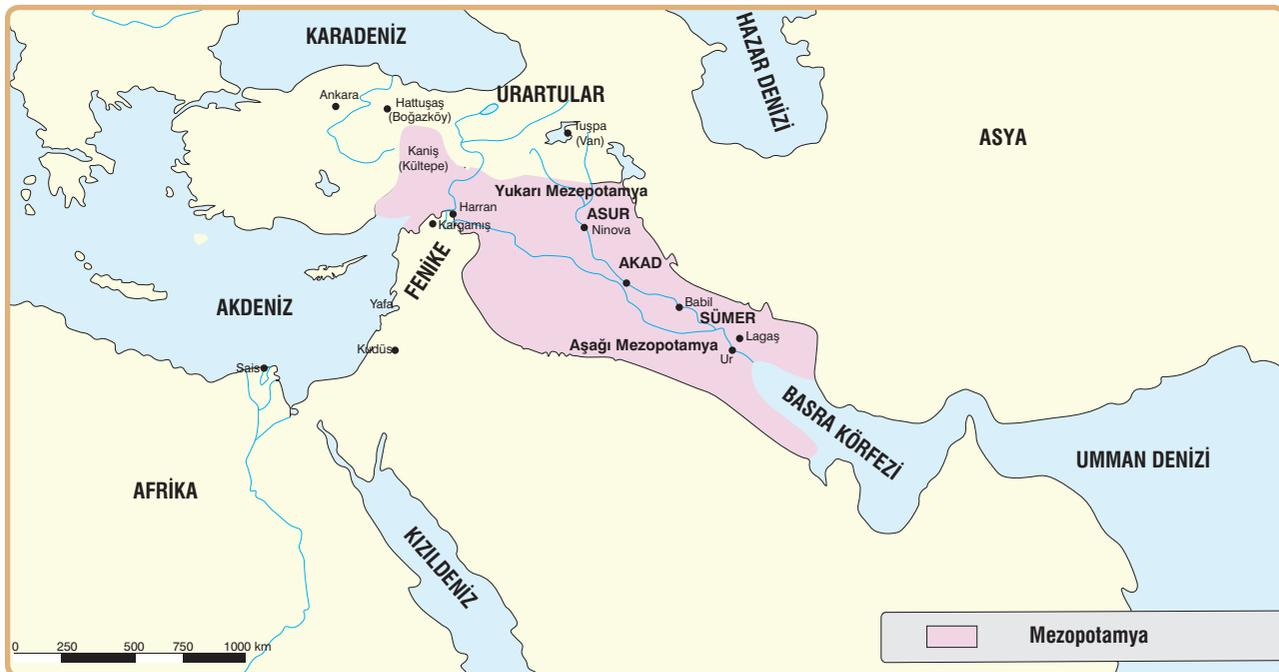 KARADENİZ
HAZAR DENİZİ
Ankara
Hattuşaş
(Boğazköy)
URARTULAR
Tuşpa
(Van)
ASYA
Kaniş
(Kültepe)
Yukarı Mezepotamya
Harran
ASUR
Kargamış
Ninova
FENİKE
AKAD
AKDENİZ
Yafa
Babil
SÜMER
Lagaş
Aşağı Mezopotamya
Kudüs
Ur
Sais
BASRA KÖRFEZİ
UMMAN DENİZİ
AFRİKA
KIZILDENİZ
0 250 500 750 1000 km
Mezopotamya